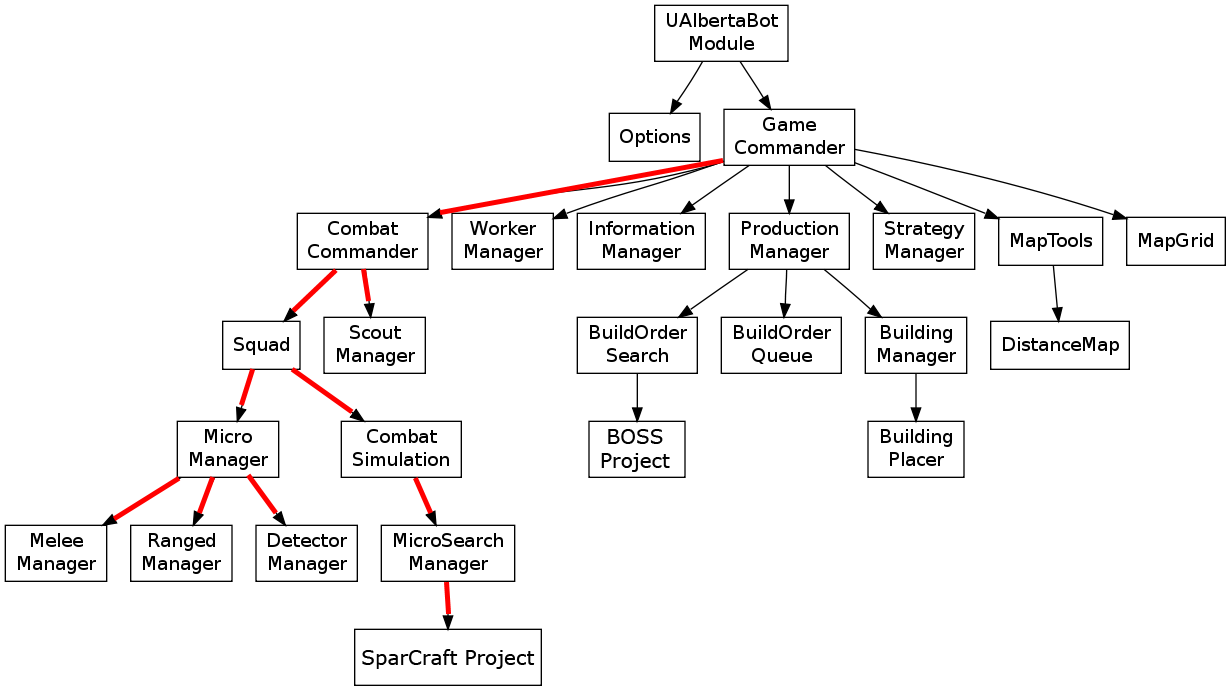 UAlbertaBot
Module
Options
Game
Commander
Combat
Commander
Worker
Manager
Information
Manager
Production
Manager
Strategy
Manager
MapTools
MapGrid
Squad
Scout
Manager
BuildOrder
Search
BuildOrder
Queue
Building
Manager
DistanceMap
Micro
Manager
Combat
Simulation
BOSS
Project
Building
Placer
Melee
Manager
Ranged
Manager
Detector
Manager
MicroSearch
Manager
SparCraft Project